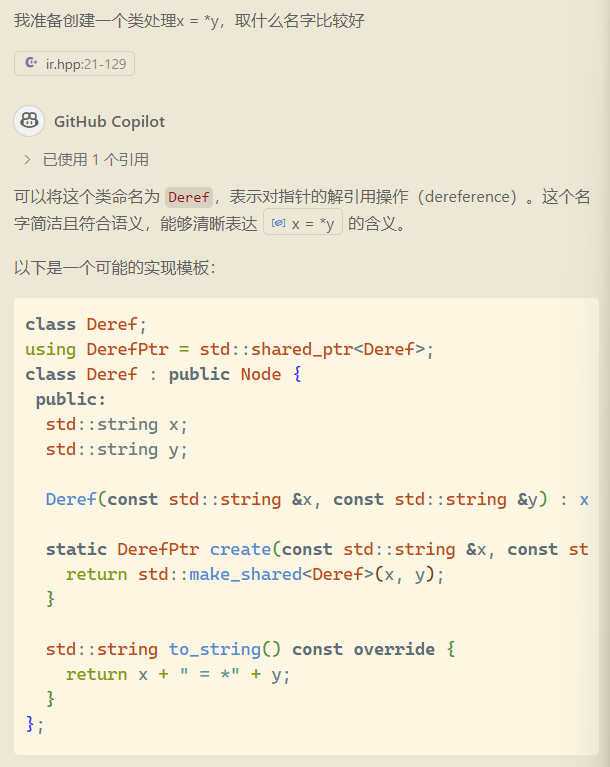 我准备创建一个类处理x = *y，取什么名字比较好
ir.hpp:21-129
GitHub Copilot
已使用 1 个引用
可以将这个类命名为 Deref，表示对指针的解引用操作（dereference）。这个名
字简洁且符合语义，能够清晰表达 x = *y 的含义。
以下是一个可能的实现模板：
class Deref;
using DerefPtr = std::shared_ptr<Deref>;
class Deref : public Node {
public:
std::string x;
std::string y;
Deref(const std::string &x, const std::string &y) : x
static DerefPtr create(const std::string &x, const st
return std::make_shared<Deref>(x, y);
}
std::string to_string() const override {
return x + " = *" + y;
}
};